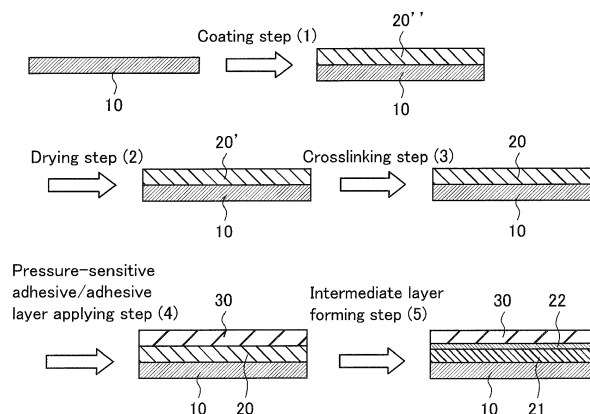 Coating step (1)
20''
10
10
Drying step (2)
20'
Crosslinking step (3)
20
10
10
Pressure-sensitive
adhesive/adhesive
layer applying step (4)
30
Intermediate layer
forming step (5)
30
22
10
20
10
21